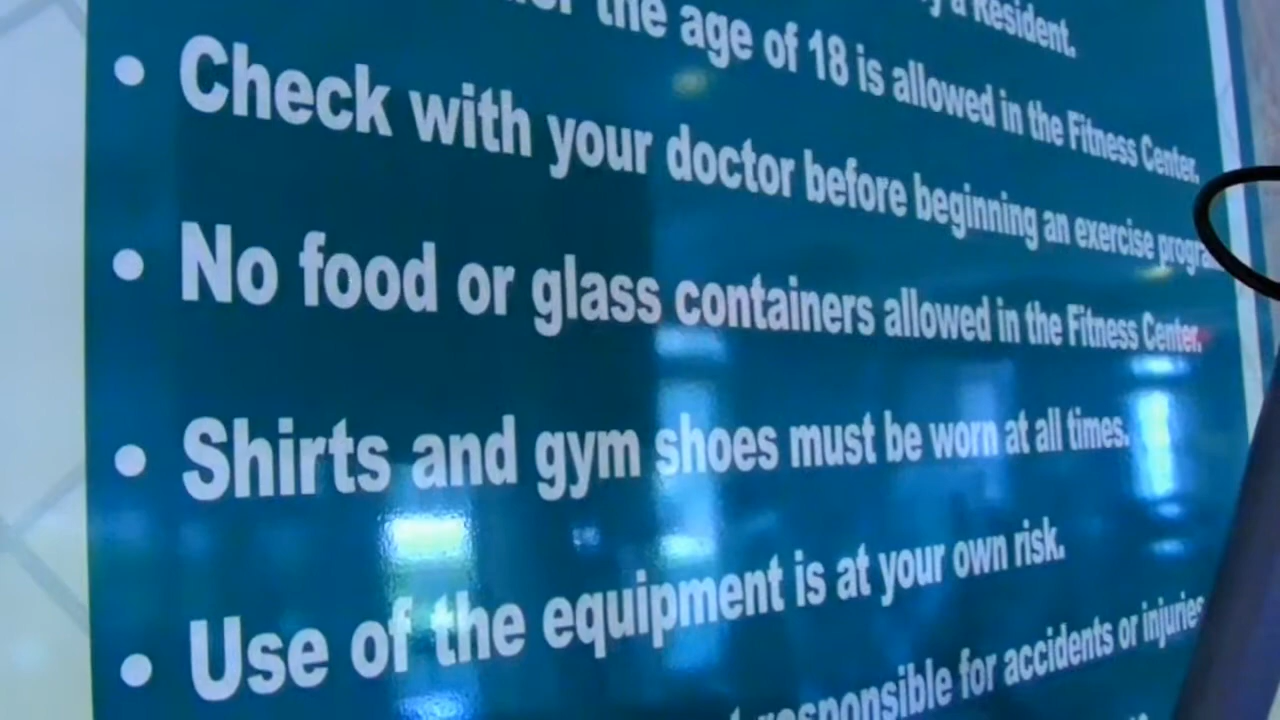 a Resident.
the age of 18 is allowed in the Fitness Center.
• Check with your doctor before beginning an exercise
• No food or glass containers allowed in the Fitness Center.
• Shirts and gym shoes must be worn at all times.
• Use of the equipment is at your own risk.
responsible for accidents or injuries